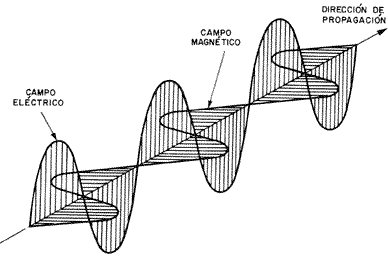 DIRECCIÓN DE
PROPAGACIÓN
CAMPO
MAGNÉTICO
CAMPO
ELÉCTRICO